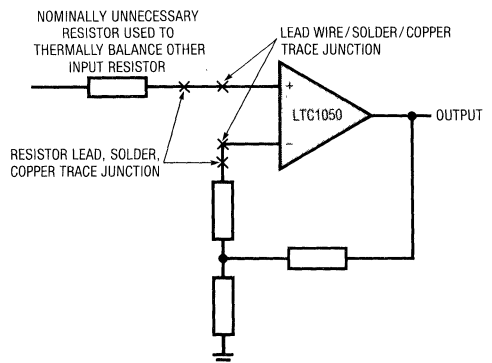 NOMINALLY UNNECESSARY
RESISTOR USED TO
THERMALLY BALANCE OTHER
INPUT RESISTOR
LEAD WIRE/SOLDER/COPPER
TRACE JUNCTION
+
LTC1050
−
OUTPUT
RESISTOR LEAD, SOLDER,
COPPER TRACE JUNCTION